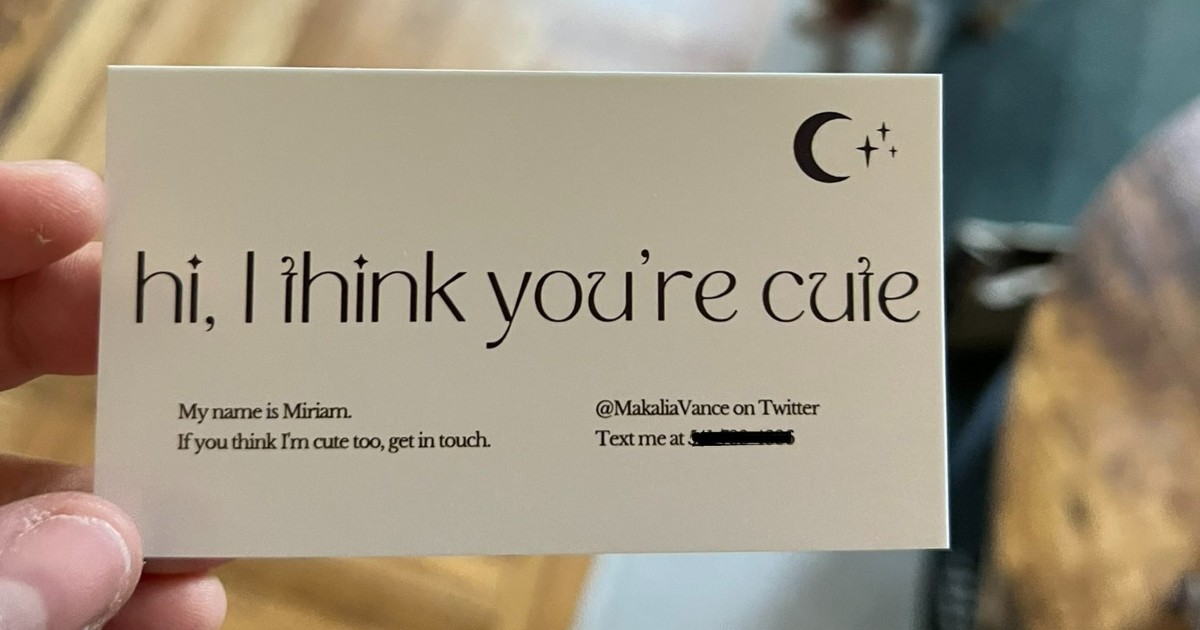 hi, I think you're cute
My name is Miriam.
If you think I'm cute too, get in touch.
@MakaliaVance on Twitter
Text me at